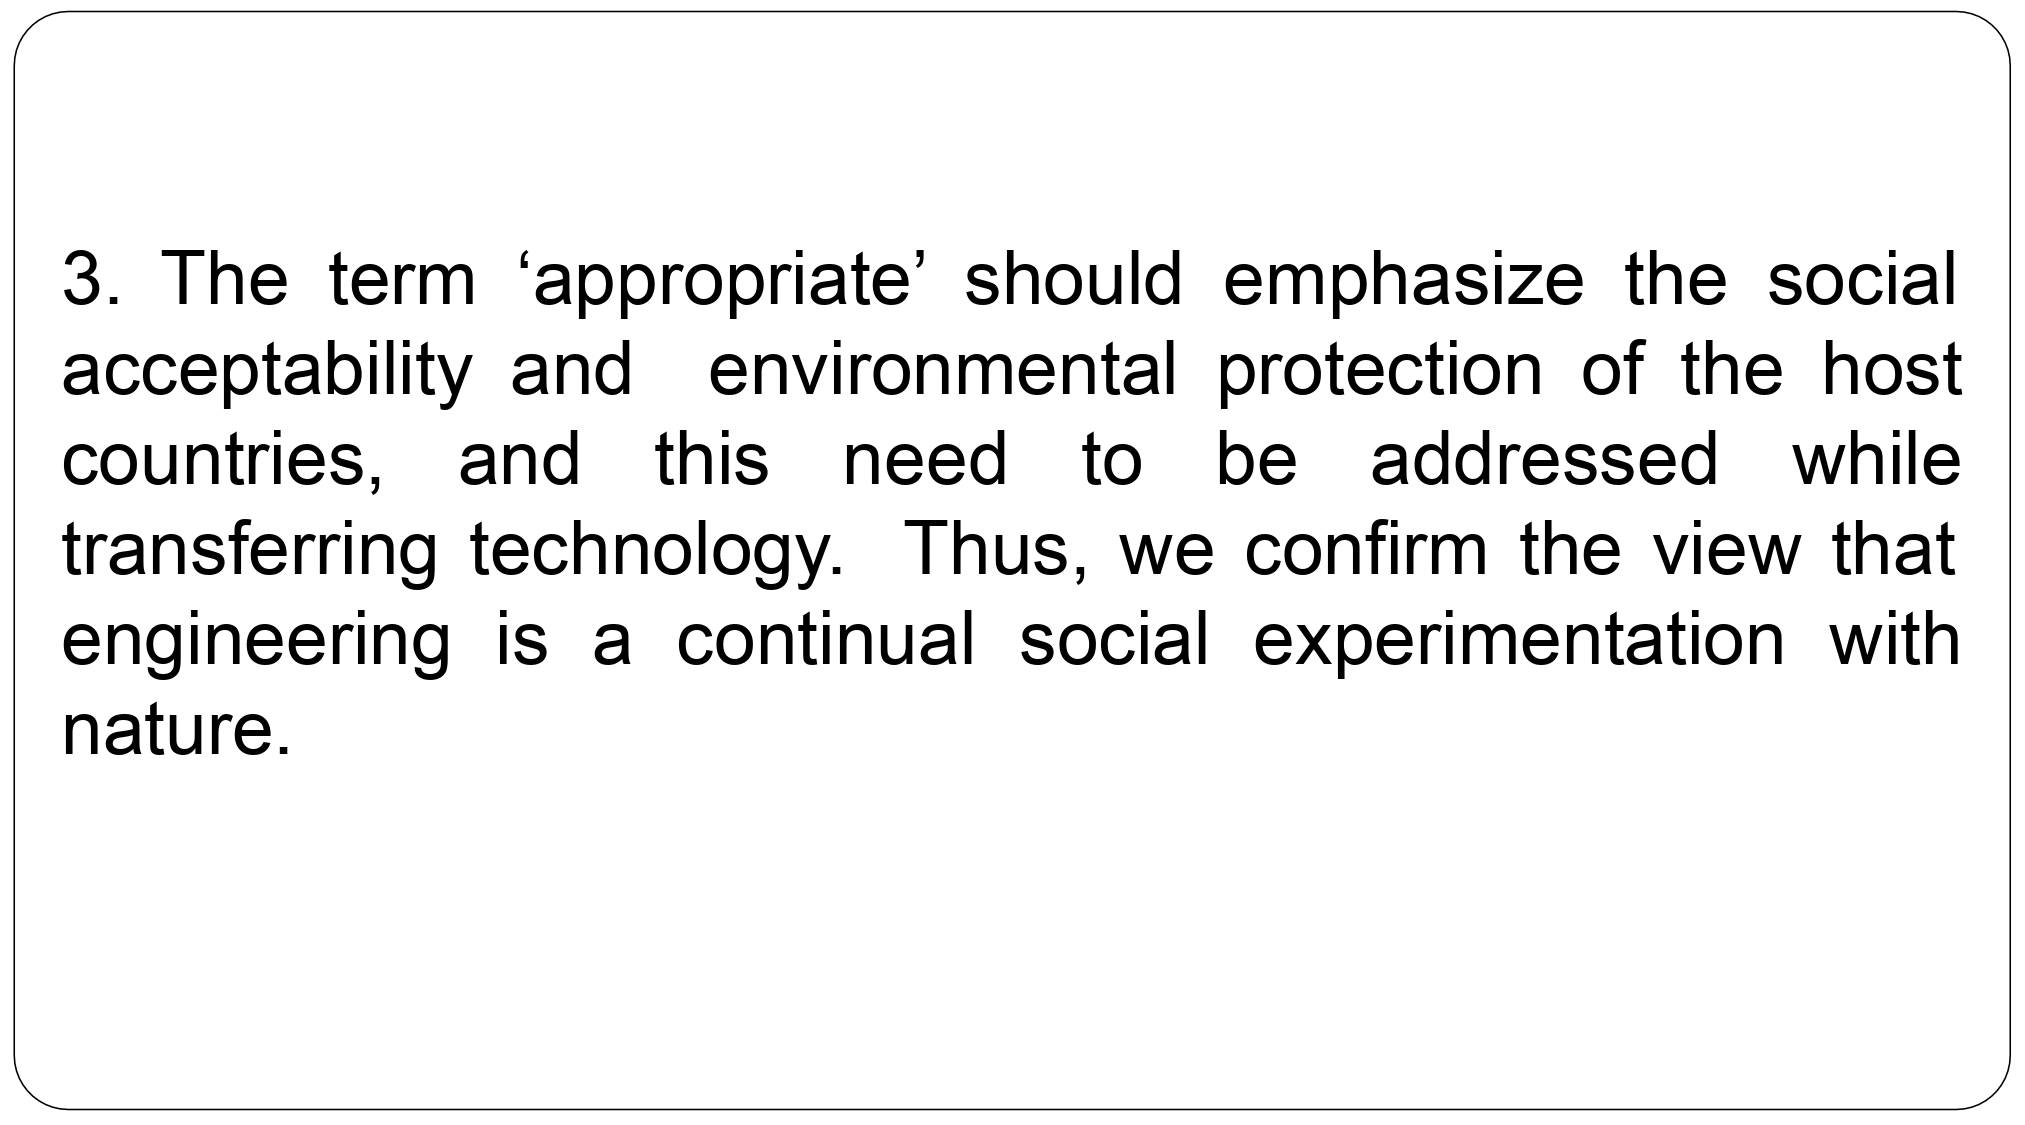 3. The term ‘appropriate’ should emphasize the social
acceptability and environmental protection of the host
countries, and this need to be addressed while
transferring technology. Thus, we confirm the view that
engineering is a continual social experimentation with
nature.